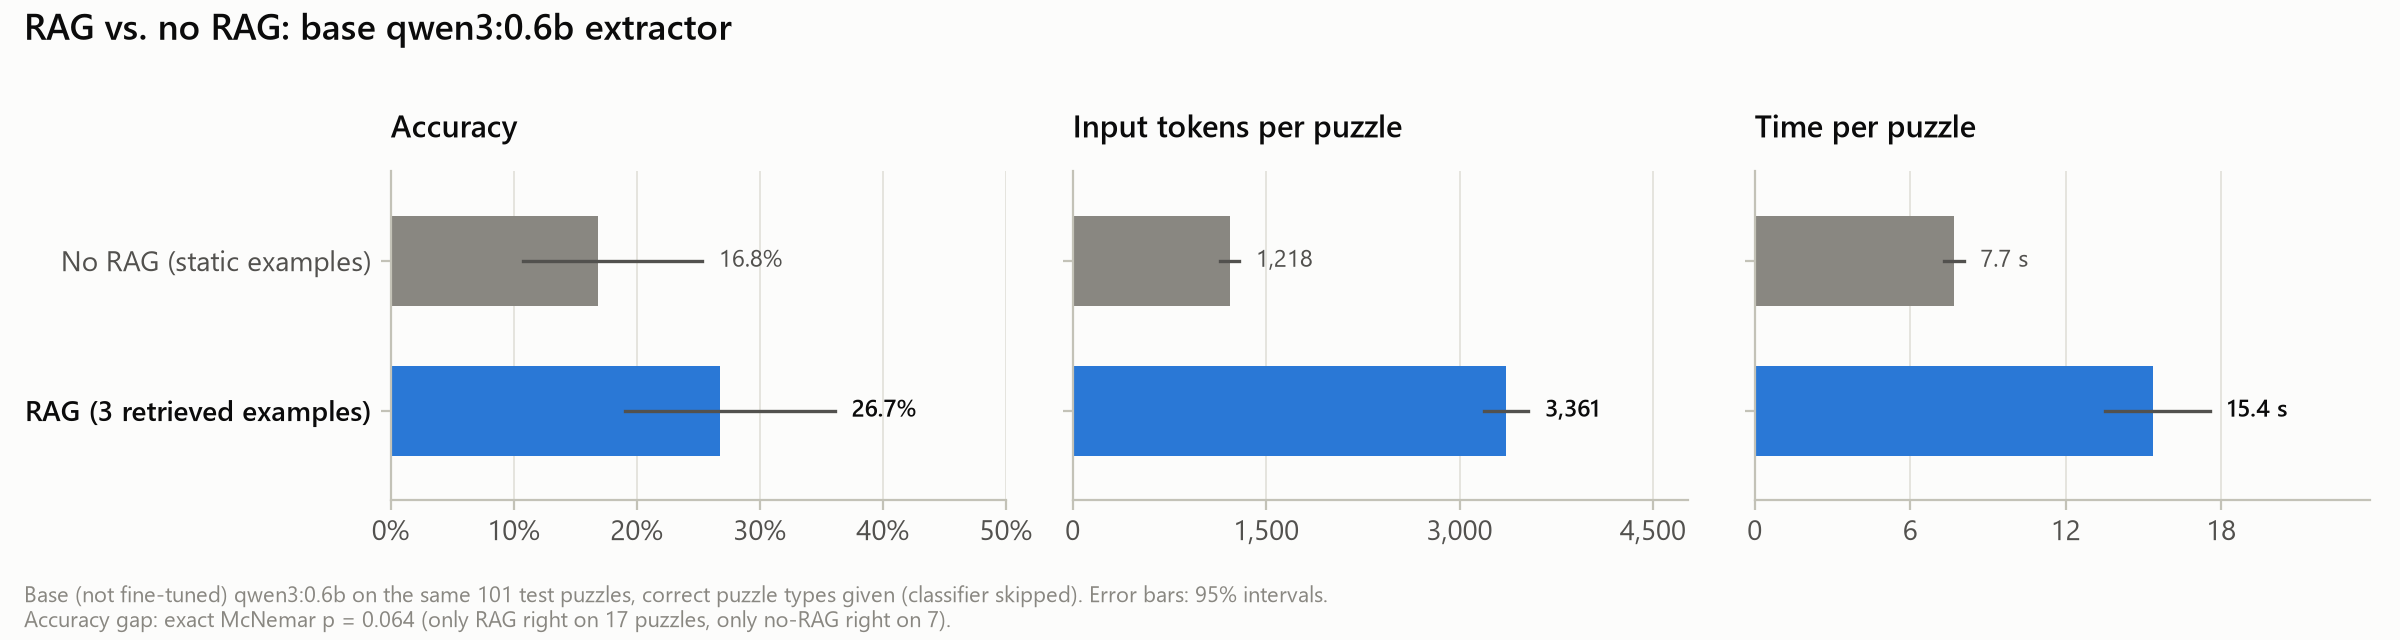 RAG vs. no RAG: base qwen3:0.6b extractor
Accuracy
Input tokens per puzzle
Time per puzzle
No RAG (static examples)
16.8%
1,218
7.7 s
RAG (3 retrieved examples)
26.7%
3,361
15.4 s
0% 10% 20% 30% 40% 50%
0 1,500 3,000 4,500
0 6 12 18
Base (not fine-tuned) qwen3:0.6b on the same 101 test puzzles, correct puzzle types given (classifier skipped). Error bars: 95% intervals.
Accuracy gap: exact McNemar p = 0.064 (only RAG right on 17 puzzles, only no-RAG right on 7).